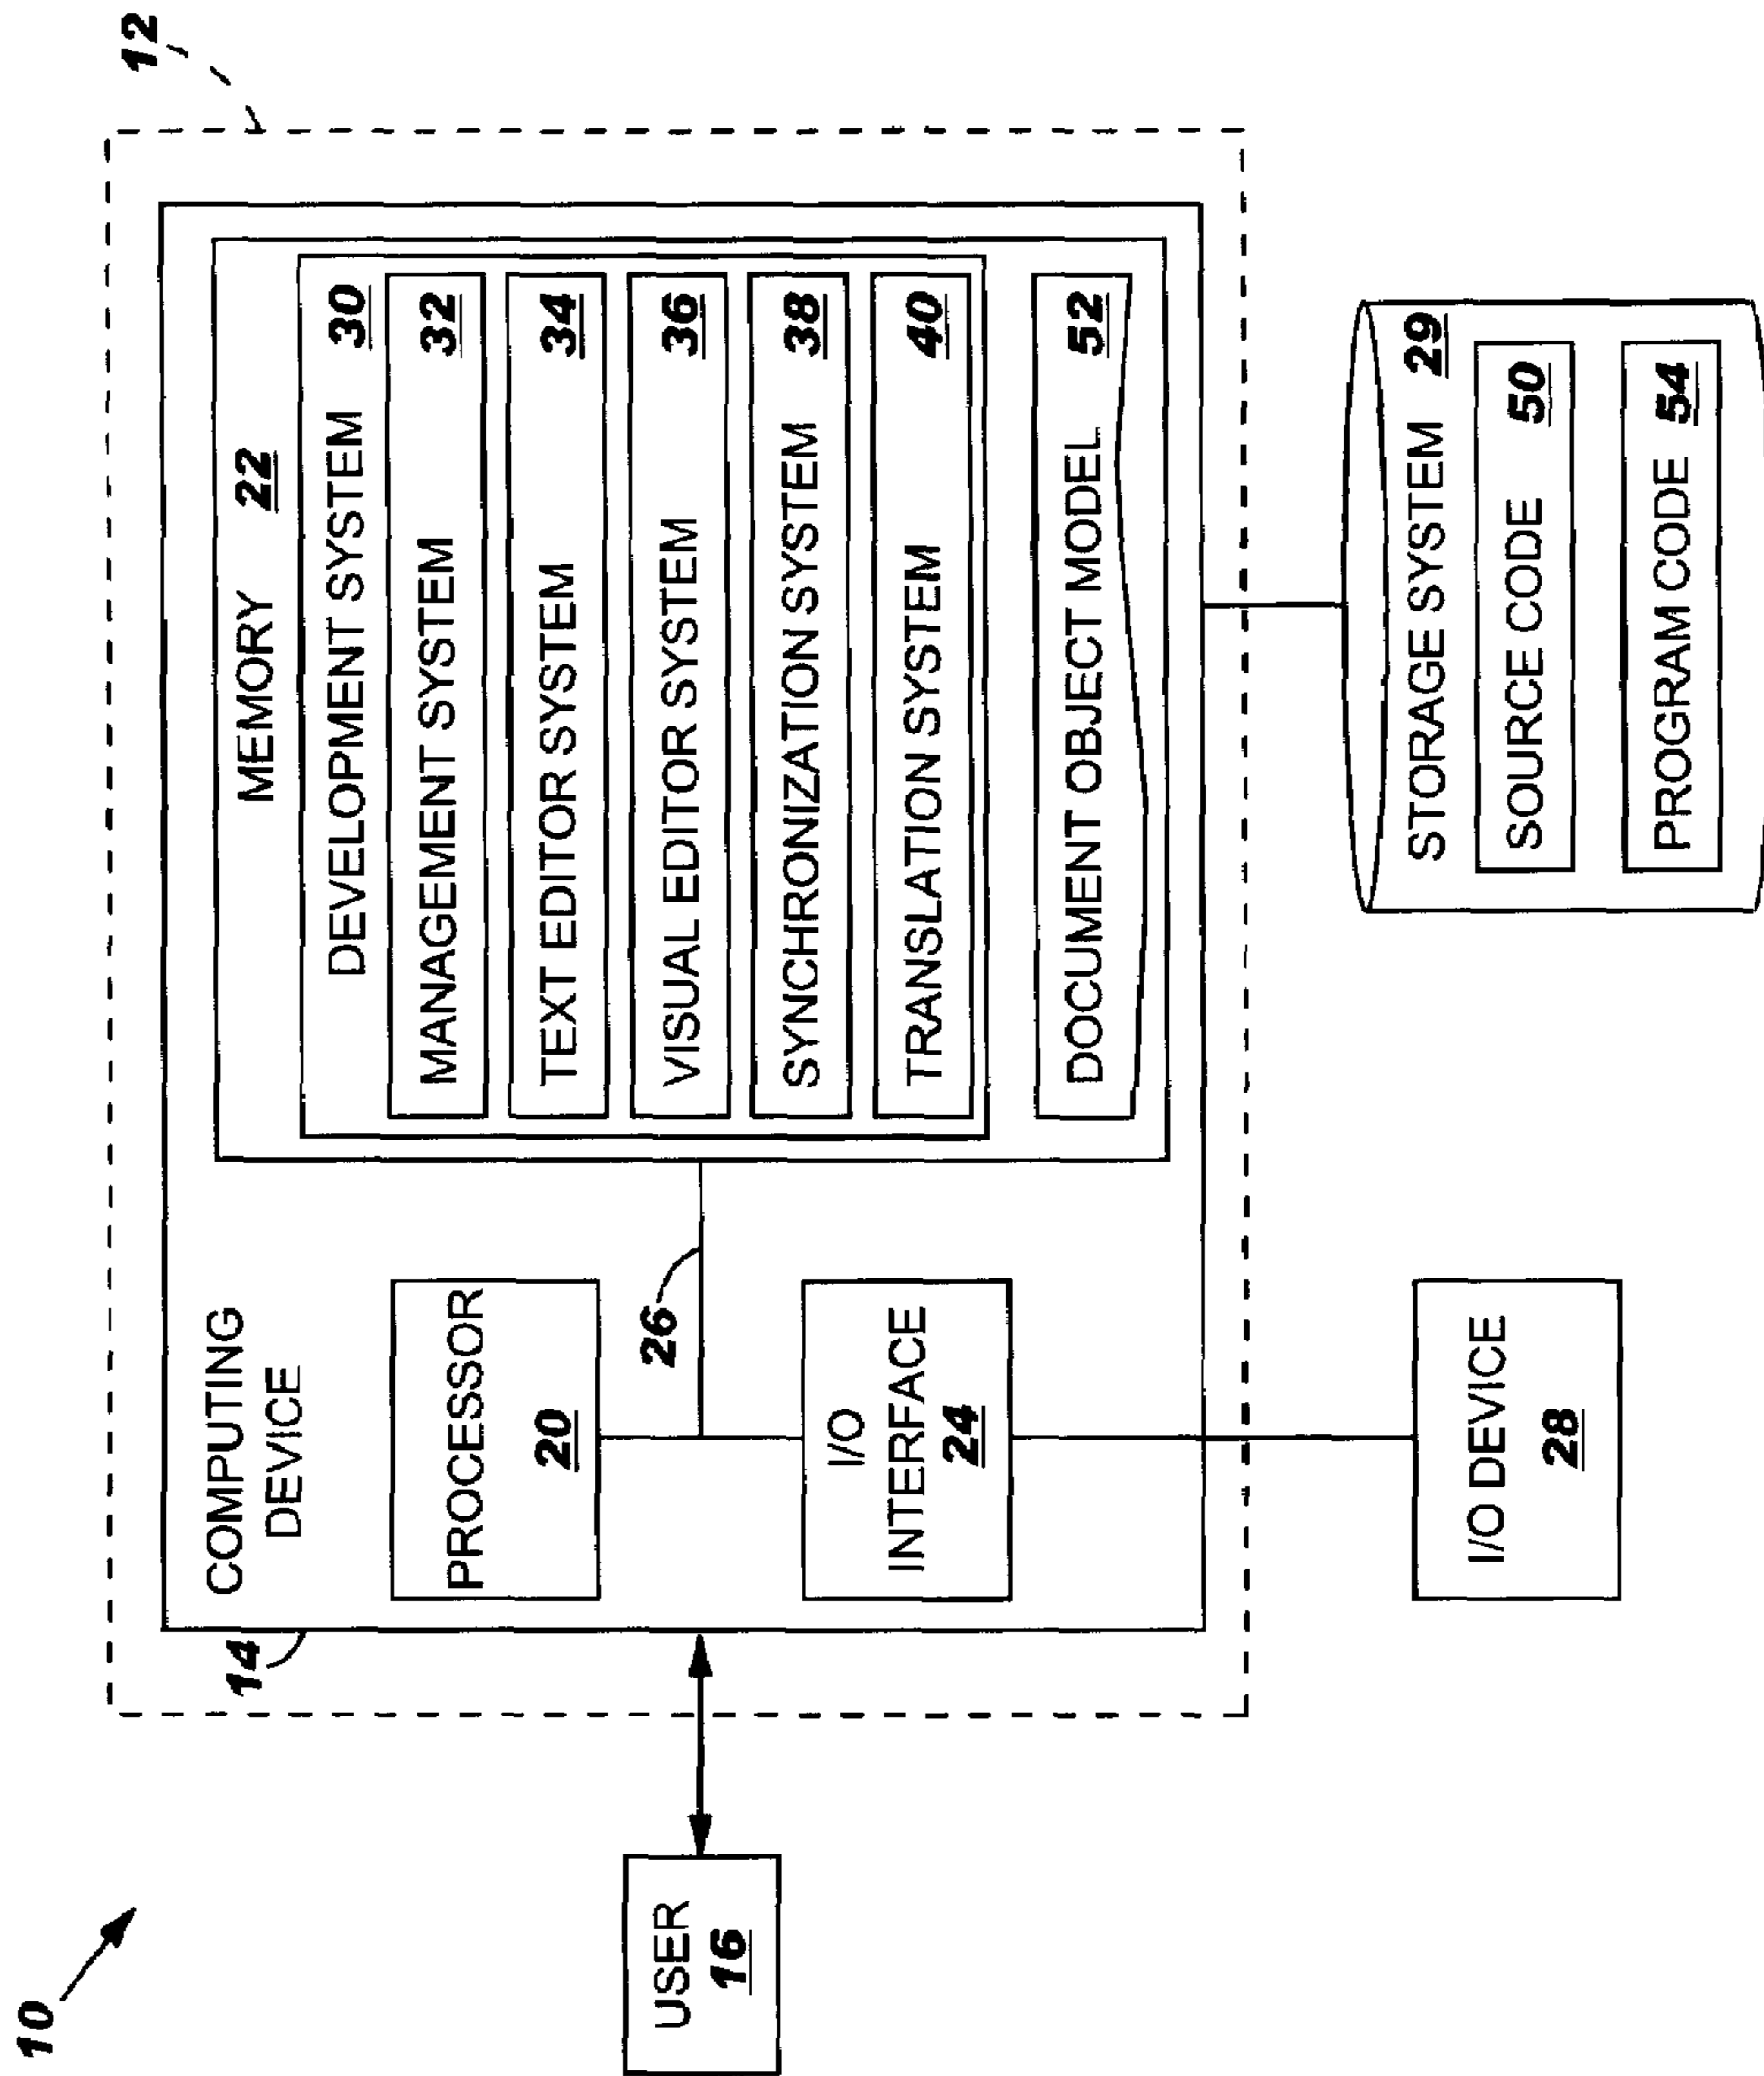 10
12
14
COMPUTING
DEVICE
MEMORY 22
DEVELOPMENT SYSTEM 30
MANAGEMENT SYSTEM 32
TEXT EDITOR SYSTEM 34
VISUAL EDITOR SYSTEM 36
SYNCHRONIZATION SYSTEM 38
TRANSLATION SYSTEM 40
DOCUMENT OBJECT MODEL 52
PROCESSOR
20
26
I/O
INTERFACE
24
USER
16
I/O DEVICE
28
STORAGE SYSTEM 29
SOURCE CODE 50
PROGRAM CODE 54